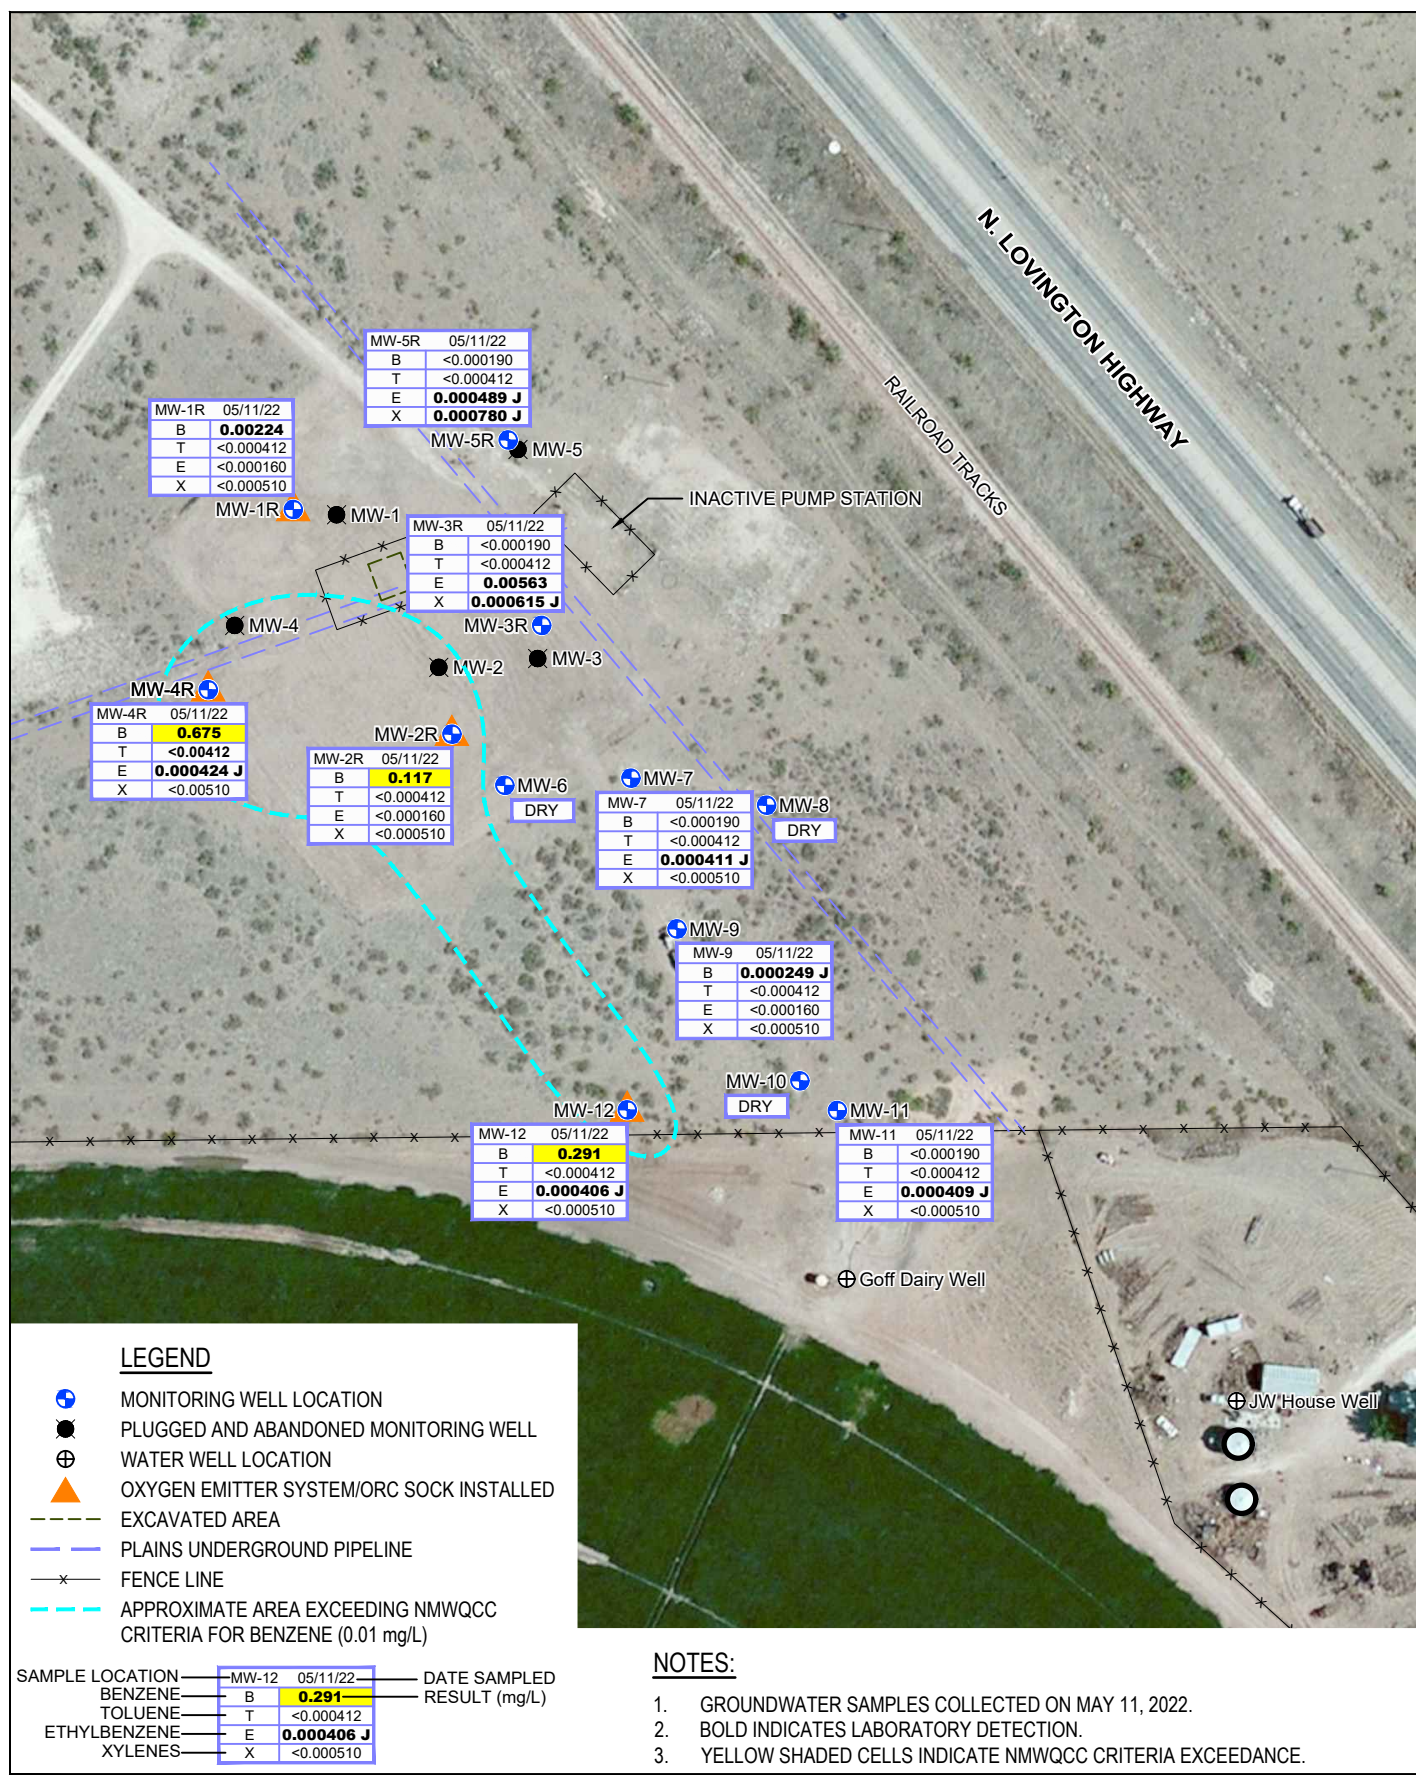 N. LOVINGTON HIGHWAY
RAILROAD TRACKS
MW-5R 05/11/22
B <0.000190
T <0.000412
E 0.000489 J
X 0.000780 J
MW-5R
MW-5
MW-1R 05/11/22
B 0.00224
T <0.000412
E <0.000160
X <0.000510
MW-1R
MW-1
INACTIVE PUMP STATION
MW-3R 05/11/22
B <0.000190
T <0.000412
E 0.00563
X 0.000615 J
MW-3R
MW-3
MW-4
MW-2
MW-4R
MW-4R 05/11/22
B 0.675
T <0.00412
E 0.000424 J
X <0.00510
MW-2R
MW-2R 05/11/22
B 0.117
T <0.000412
E <0.000160
X <0.000510
MW-6
DRY
MW-7
MW-7 05/11/22
B <0.000190
T <0.000412
E 0.000411 J
X <0.000510
MW-8
DRY
MW-9
MW-9 05/11/22
B 0.000249 J
T <0.000412
E <0.000160
X <0.000510
MW-10
DRY
MW-11
MW-11 05/11/22
B <0.000190
T <0.000412
E 0.000409 J
X <0.000510
MW-12
MW-12 05/11/22
B 0.291
T <0.000412
E 0.000406 J
X <0.000510
Goff Dairy Well
JW House Well
LEGEND
MONITORING WELL LOCATION
PLUGGED AND ABANDONED MONITORING WELL
WATER WELL LOCATION
OXYGEN EMITTER SYSTEM/ORC SOCK INSTALLED
EXCAVATED AREA
PLAINS UNDERGROUND PIPELINE
FENCE LINE
APPROXIMATE AREA EXCEEDING NMWQCC
CRITERIA FOR BENZENE (0.01 mg/L)
SAMPLE LOCATION MW-12 05/11/22 DATE SAMPLED
BENZENE B 0.291 RESULT (mg/L)
TOLUENE T <0.000412
ETHYLBENZENE E 0.000406 J
XYLENES X <0.000510
NOTES:
1. GROUNDWATER SAMPLES COLLECTED ON MAY 11, 2022.
2. BOLD INDICATES LABORATORY DETECTION.
3. YELLOW SHADED CELLS INDICATE NMWQCC CRITERIA EXCEEDANCE.